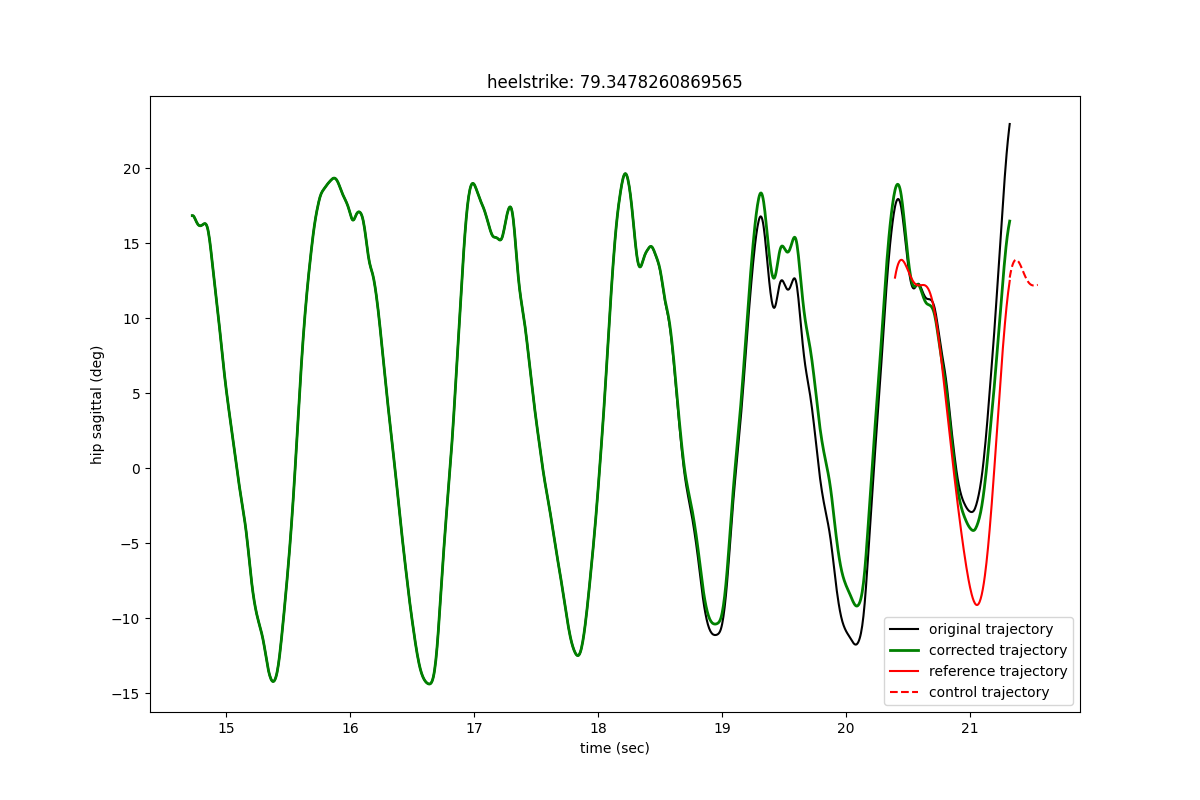 heelstrike: 79.3478260869565
20
15
10
5
0
−5
−10
−15
hip sagittal (deg)
15
16
17
18
19
20
21
time (sec)
original trajectory
corrected trajectory
reference trajectory
control trajectory